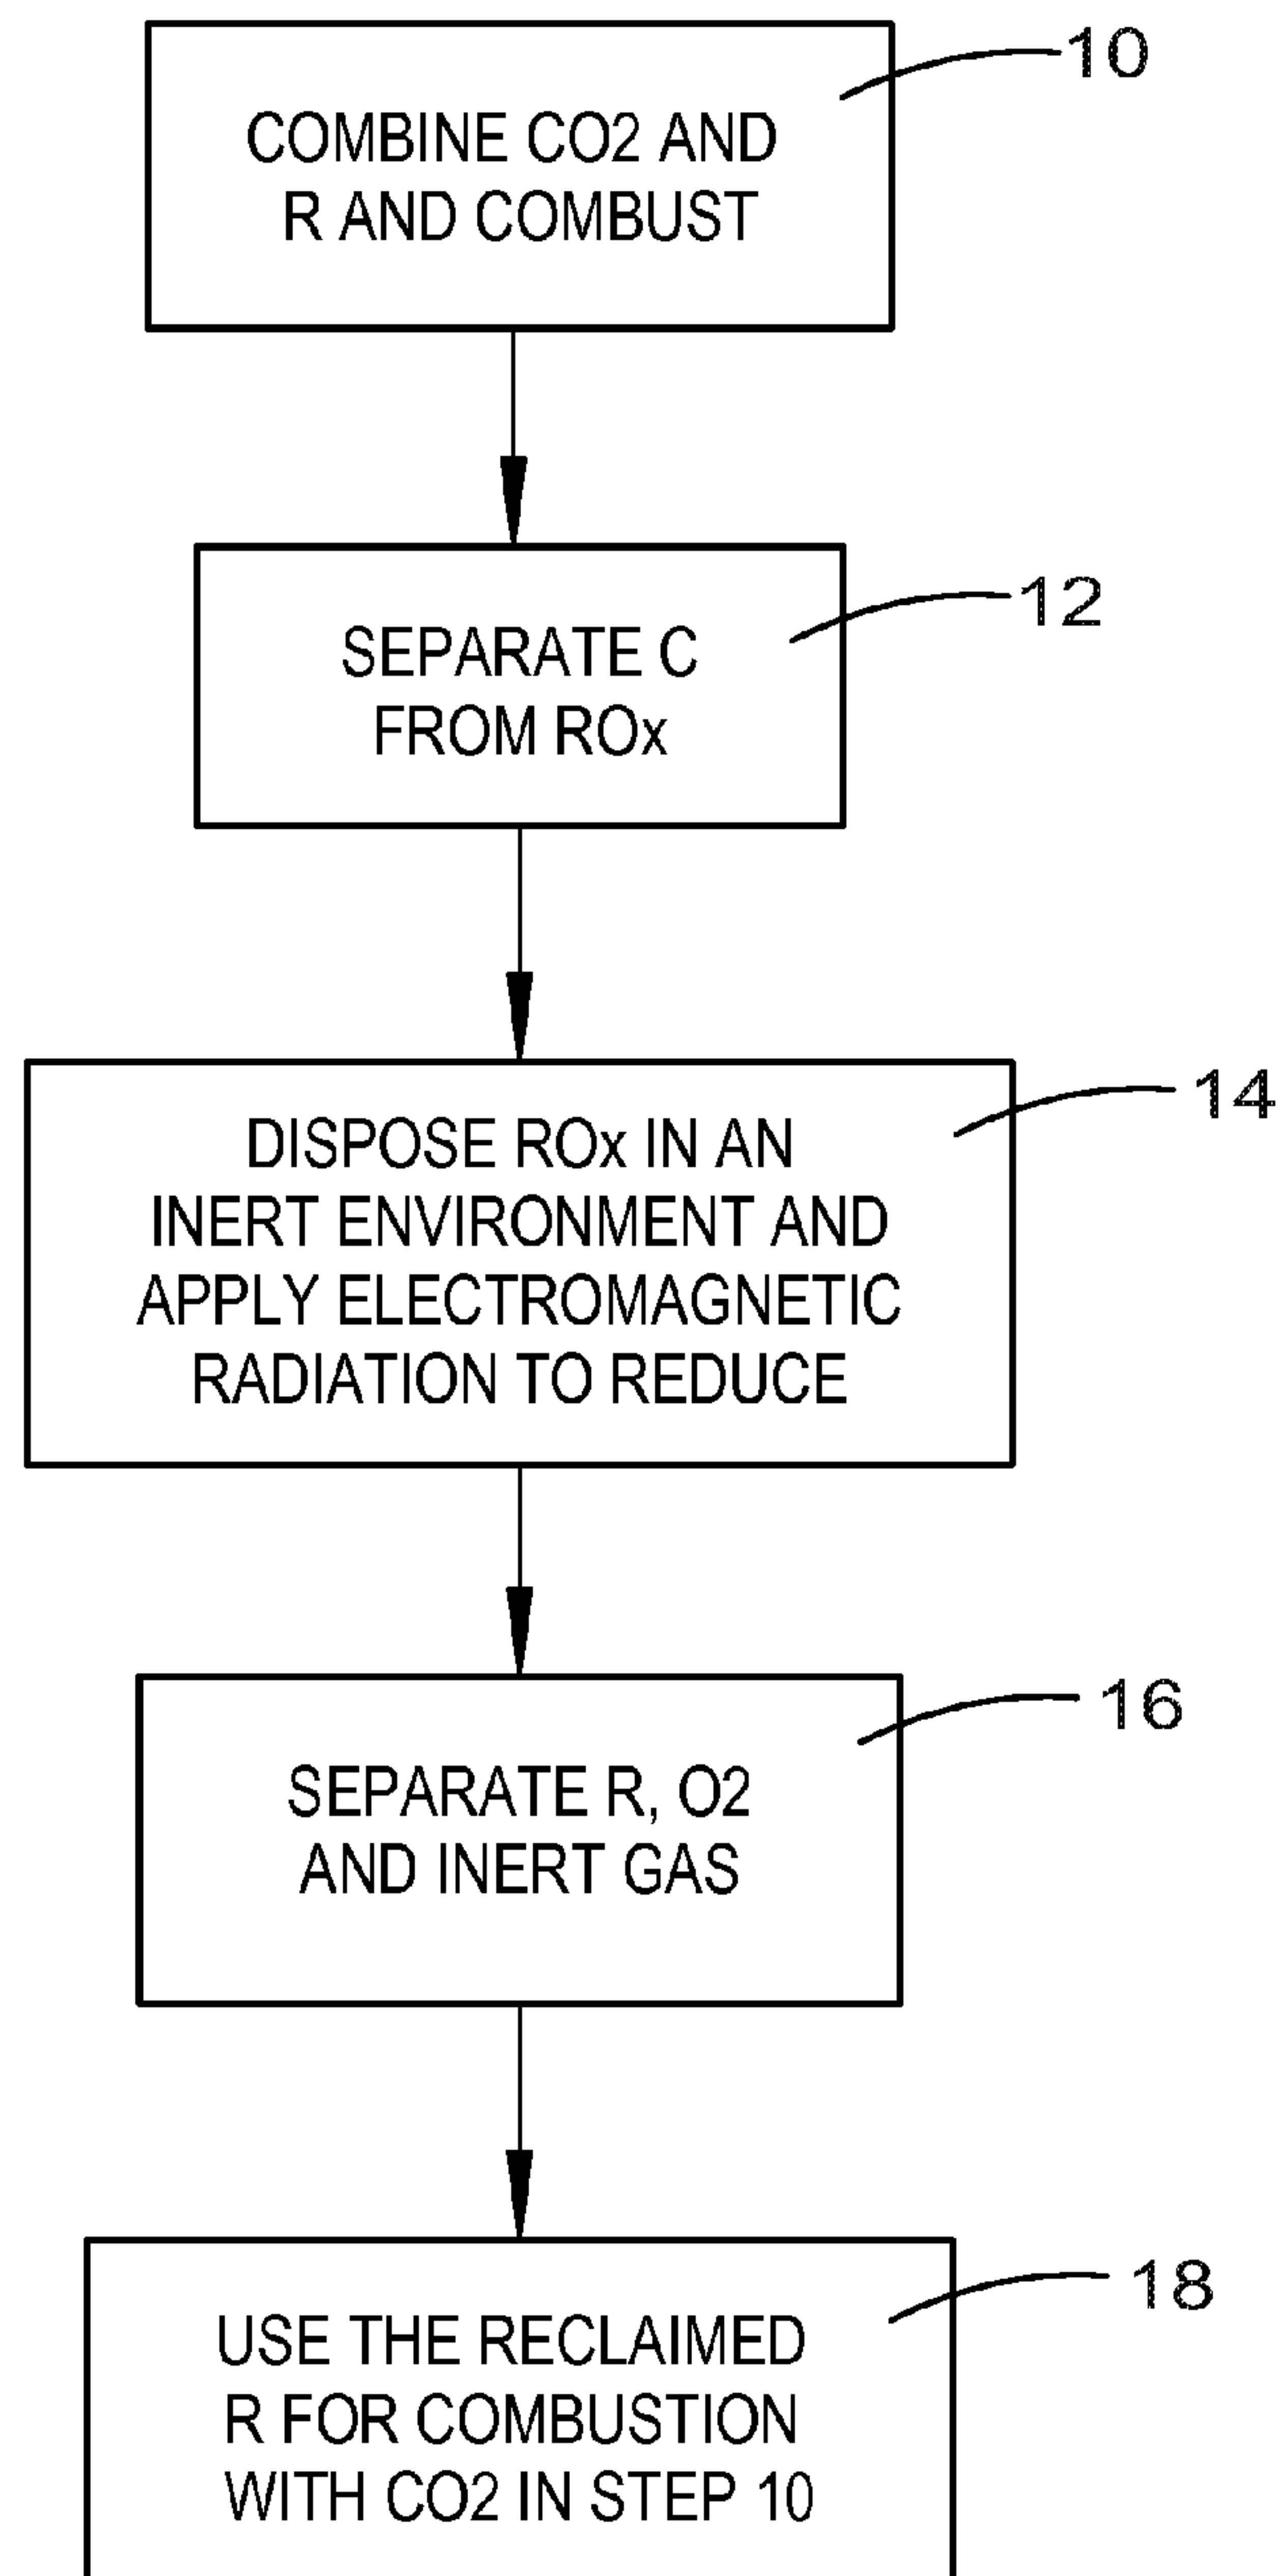 10
COMBINE CO2 AND
R AND COMBUST
12
SEPARATE C
FROM ROx
14
DISPOSE ROx IN AN
INERT ENVIRONMENT AND
APPLY ELECTROMAGNETIC
RADIATION TO REDUCE
16
SEPARATE R, O2
AND INERT GAS
18
USE THE RECLAIMED
R FOR COMBUSTION
WITH CO2 IN STEP 10